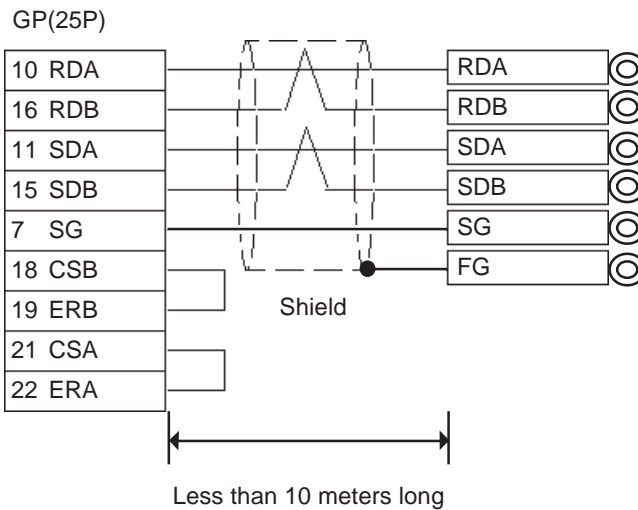 GP(25P)
10 RDA RDA
16 RDB RDB
11 SDA SDA
15 SDB SDB
7 SG SG
18 CSB FG
19 ERB Shield
21 CSA
22 ERA
Less than 10 meters long